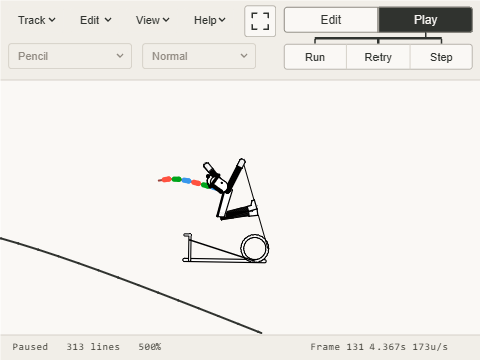 Track Edit View Help Edit Play
Pencil Normal Run Retry Step
Paused 313 lines 500% Frame 131 4.367s 173u/s